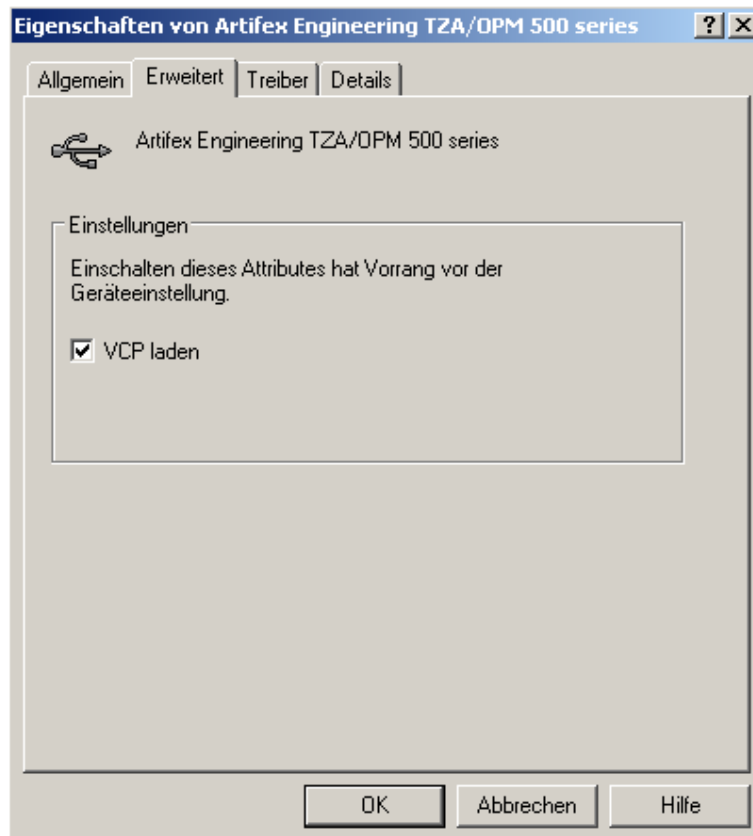 Eigenschaften von Artifex Engineering TZA/OPM 500 series
Allgemein Erweitert Treiber Details
Artifex Engineering TZA/OPM 500 series
Einstellungen
Einschalten dieses Attributes hat Vorrang vor der
Geräteeinstellung.
VCP laden
OK Abbrechen Hilfe